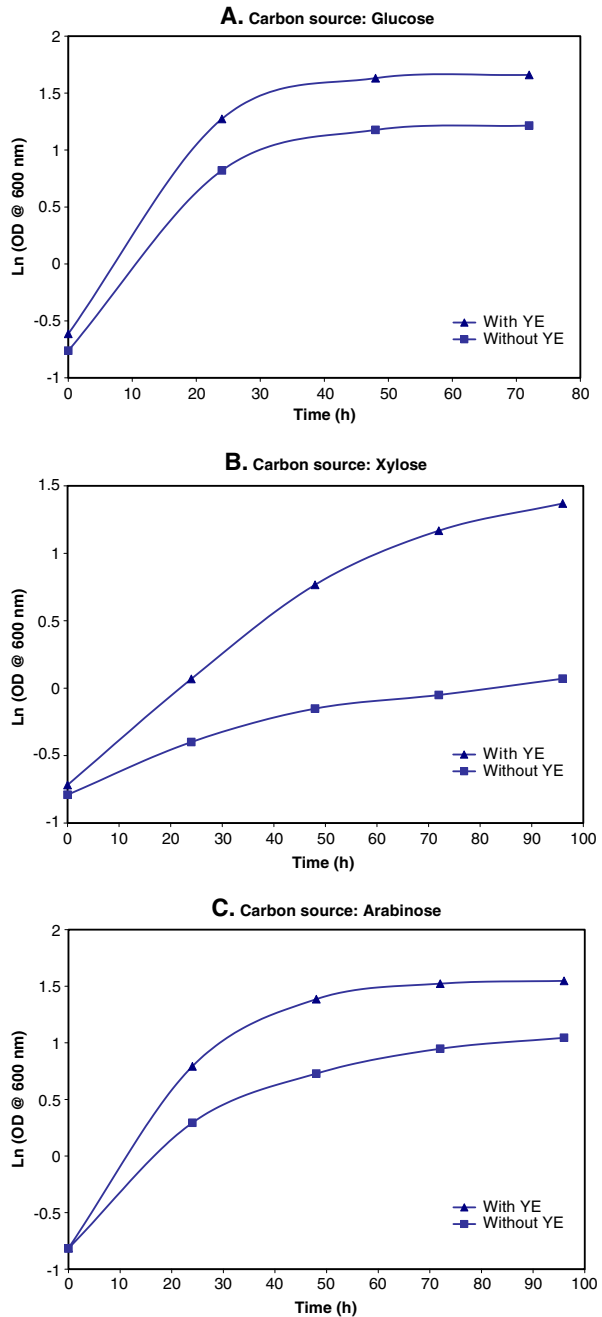 A. Carbon source: Glucose
2
1.5
1
0.5
0
-0.5
-1
Ln (OD @ 600 nm)
With YE
Without YE
0 10 20 30 40 50 60 70 80
Time (h)
B. Carbon source: Xylose
1.5
1
0.5
0
-0.5
-1
Ln (OD @ 600 nm)
With YE
Without YE
0 10 20 30 40 50 60 70 80 90 100
Time (h)
C. Carbon source: Arabinose
2
1.5
1
0.5
0
-0.5
-1
Ln (OD @ 600 nm)
With YE
Without YE
0 10 20 30 40 50 60 70 80 90 100
Time (h)